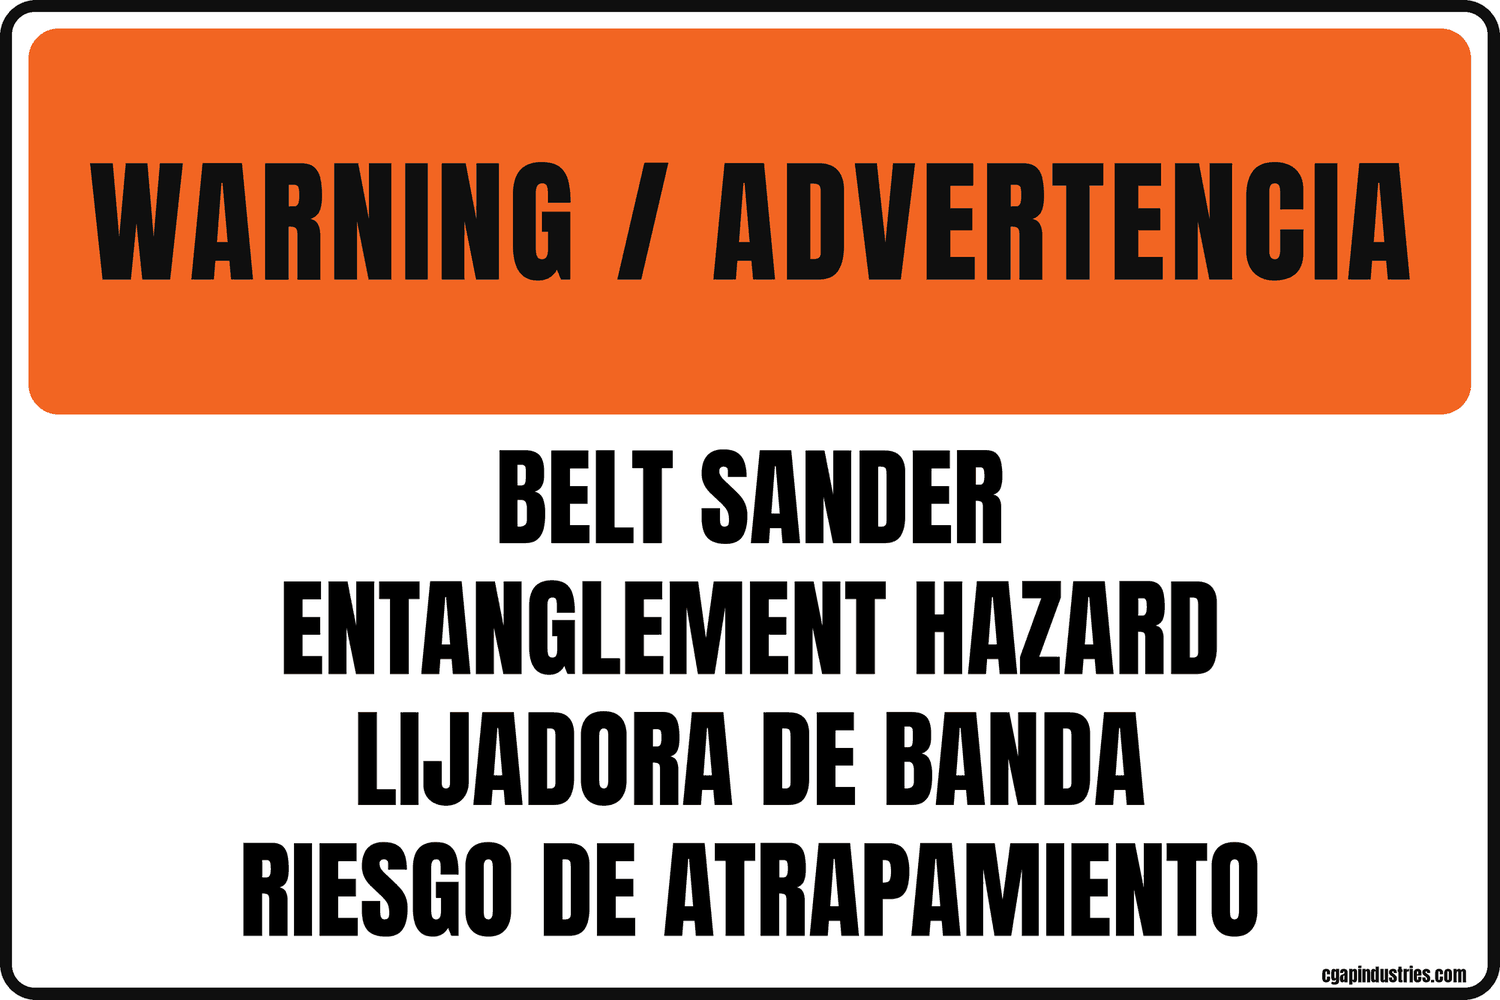 WARNING / ADVERTENCIA
BELT SANDER
ENTANGLEMENT HAZARD
LIJADORA DE BANDA
RIESGO DE ATRAPAMIENTO
cgapindustries.com